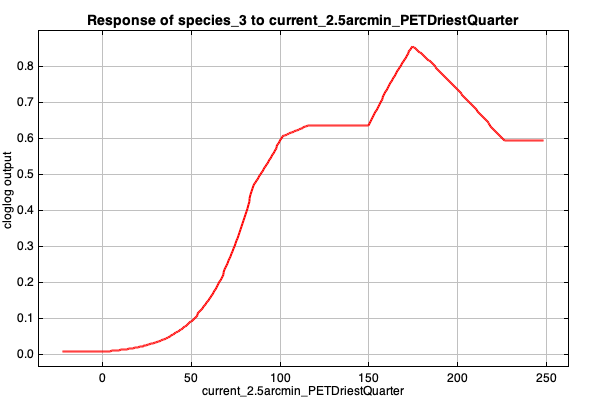 Response of species_3 to current_2.5arcmin_PETDriestQuarter
cloglog output
0.8
0.7
0.6
0.5
0.4
0.3
0.2
0.1
0.0
0 50 100 150 200 250
current_2.5arcmin_PETDriestQuarter